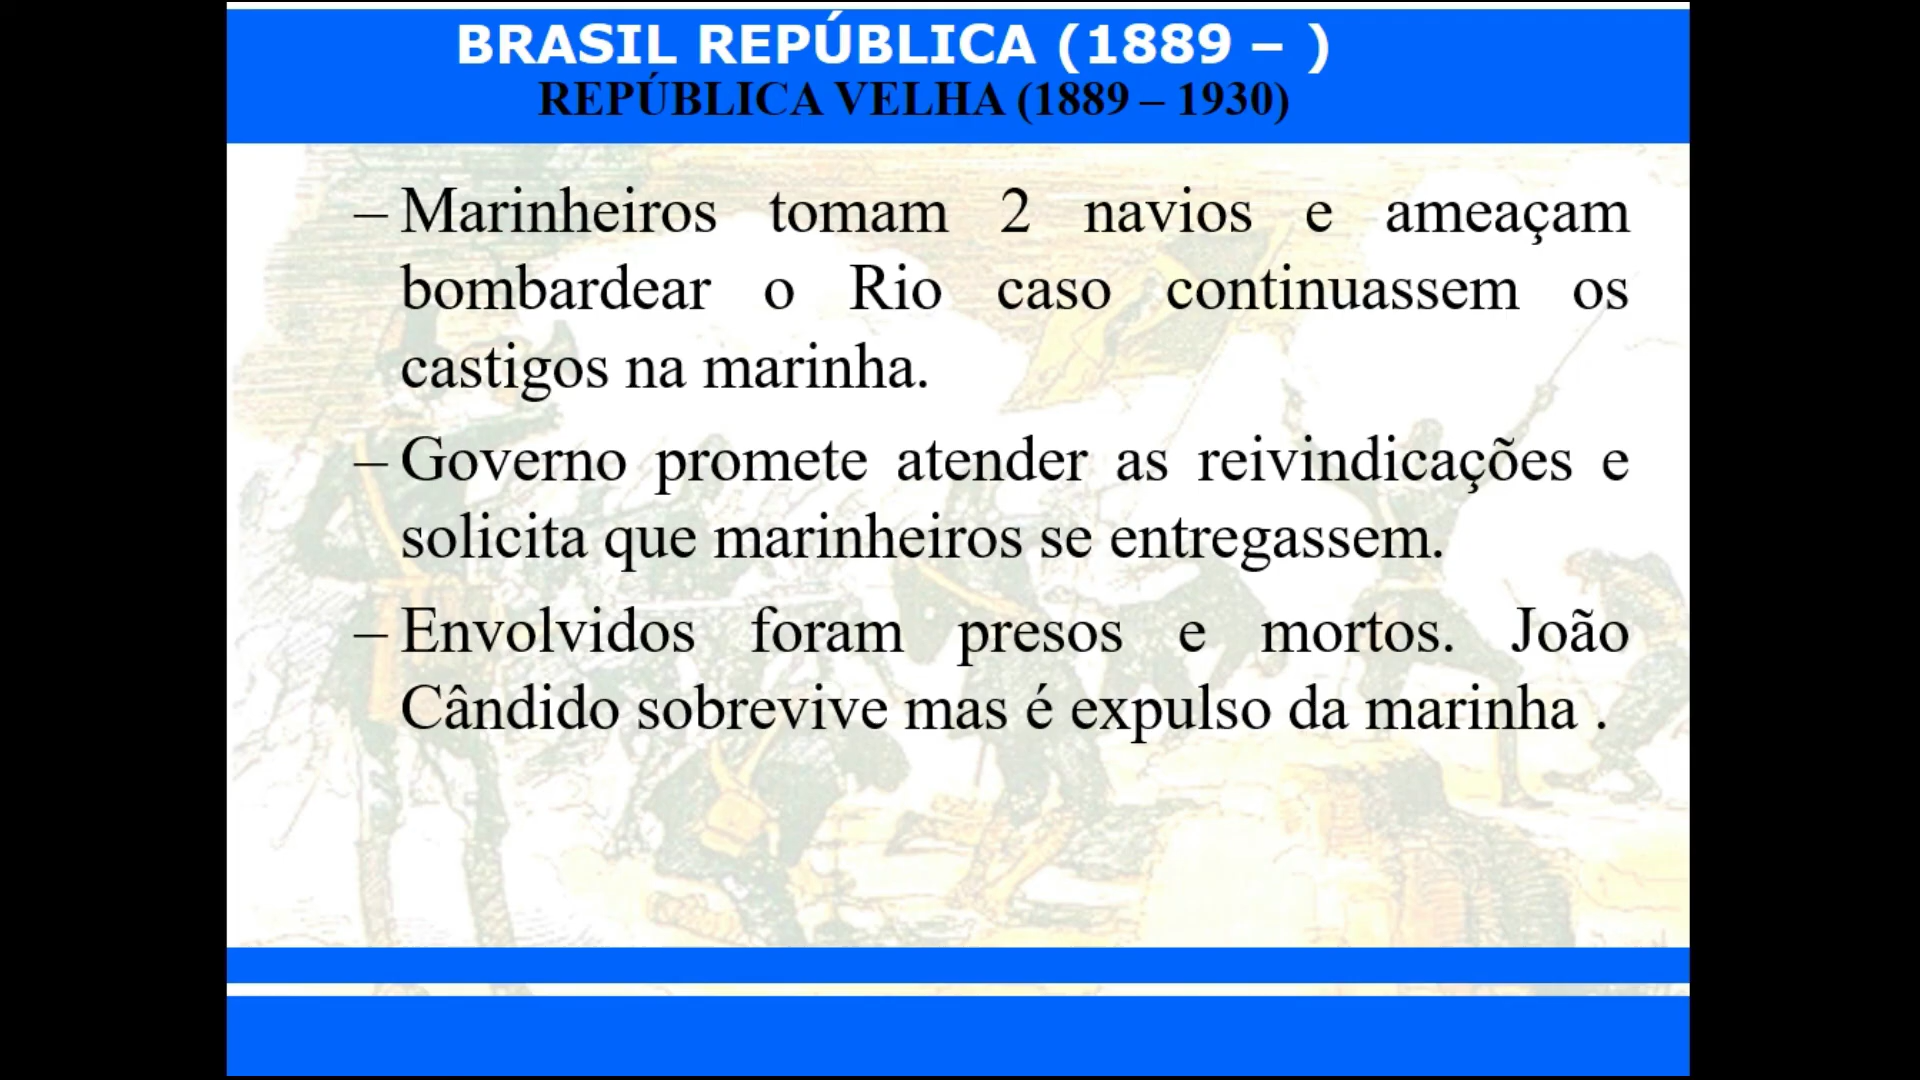 BRASIL REPÚBLICA (1889 – )
REPÚBLICA VELHA (1889 – 1930)
– Marinheiros tomam 2 navios e ameaçam
bombardear o Rio caso continuassem os
castigos na marinha.
– Governo promete atender as reivindicações e
solicita que marinheiros se entregassem.
– Envolvidos foram presos e mortos. João
Cândido sobrevive mas é expulso da marinha .